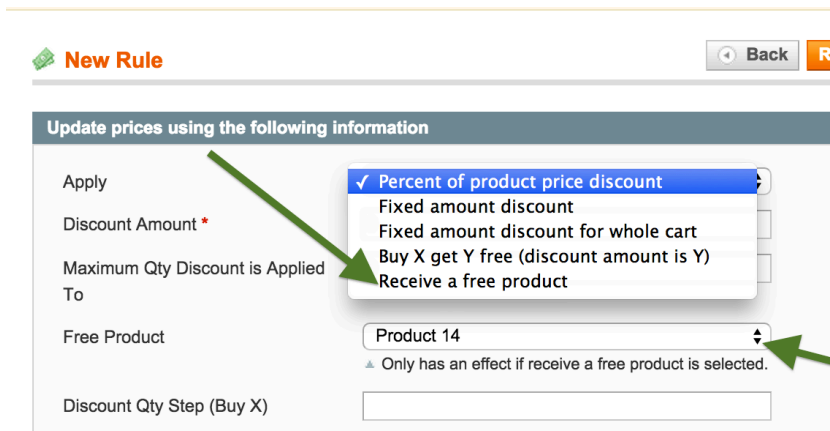 New Rule
Back
Update prices using the following information
Apply
✓ Percent of product price discount
Fixed amount discount
Fixed amount discount for whole cart
Buy X get Y free (discount amount is Y)
Receive a free product
Discount Amount *
Maximum Qty Discount is Applied
To
Free Product
Product 14
Only has an effect if receive a free product is selected.
Discount Qty Step (Buy X)